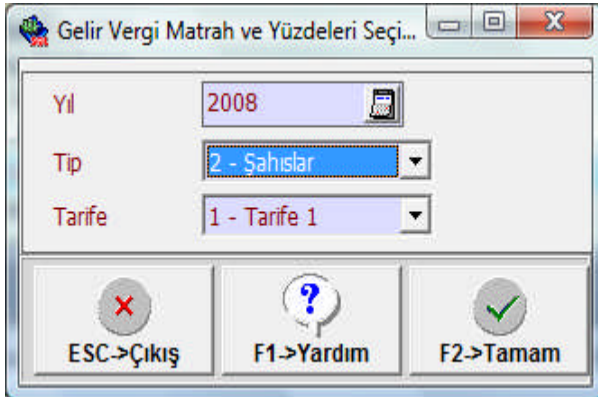 Gelir Vergi Matrah ve Yüzdeleri Seçi...
Yıl 2008
Tip 2 - Şahıslar
Tarife 1 - Tarife 1
ESC->Çıkış F1->Yardım F2->Tamam